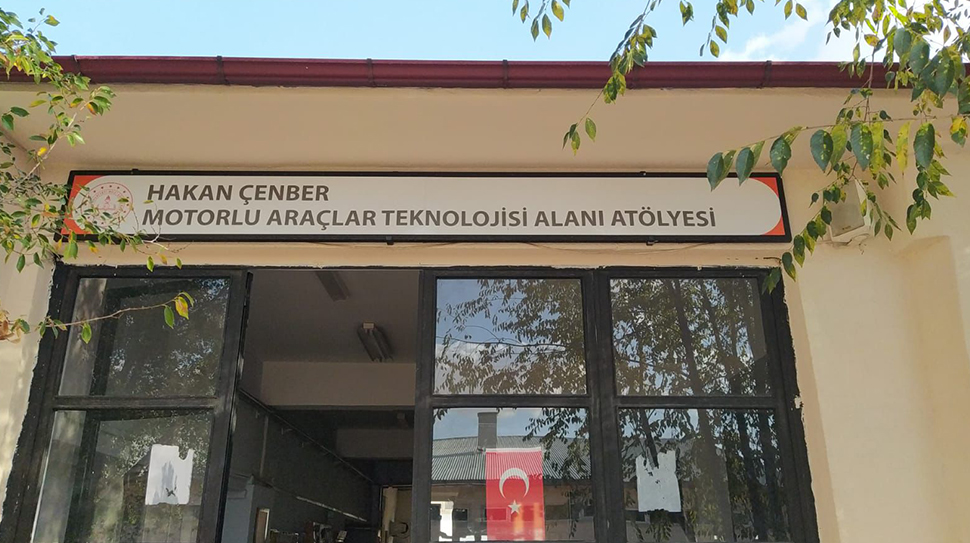 HAKAN ÇENBER
MOTORLU ARAÇLAR TEKNOLOJİSİ ALANI ATÖLYESİ